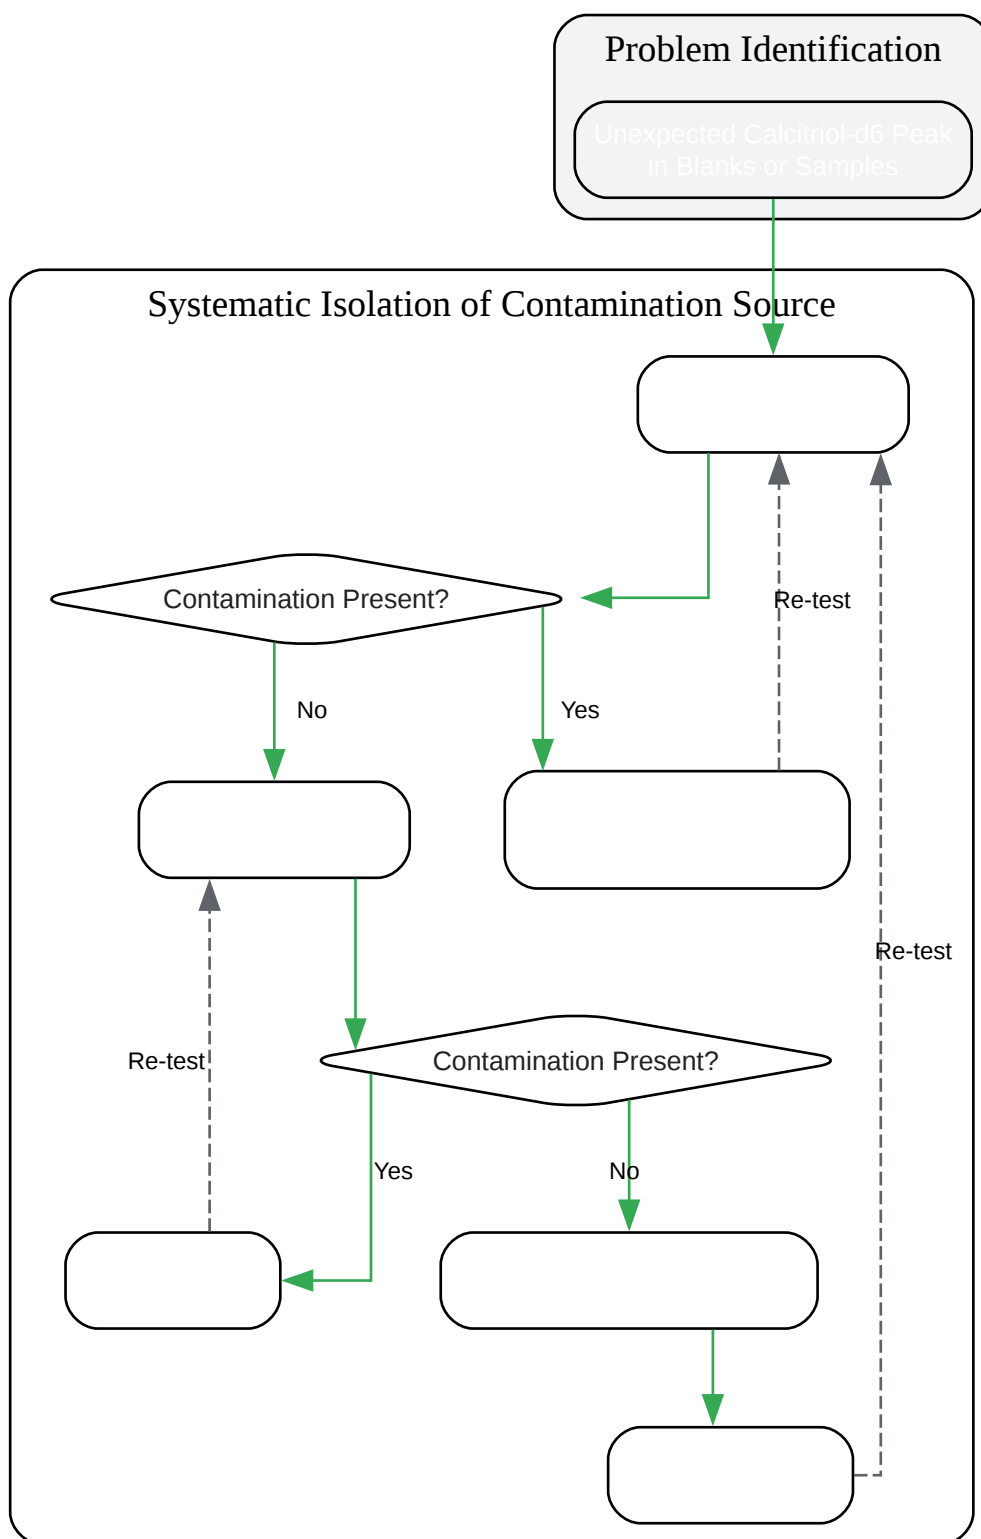 Problem Identification
Unexpected Calcitriol-d6 Peak
in Blanks or Samples
Systematic Isolation of Contamination Source
Contamination Present?
Re-test
No
Yes
Re-test
Re-test
Contamination Present?
Yes
No